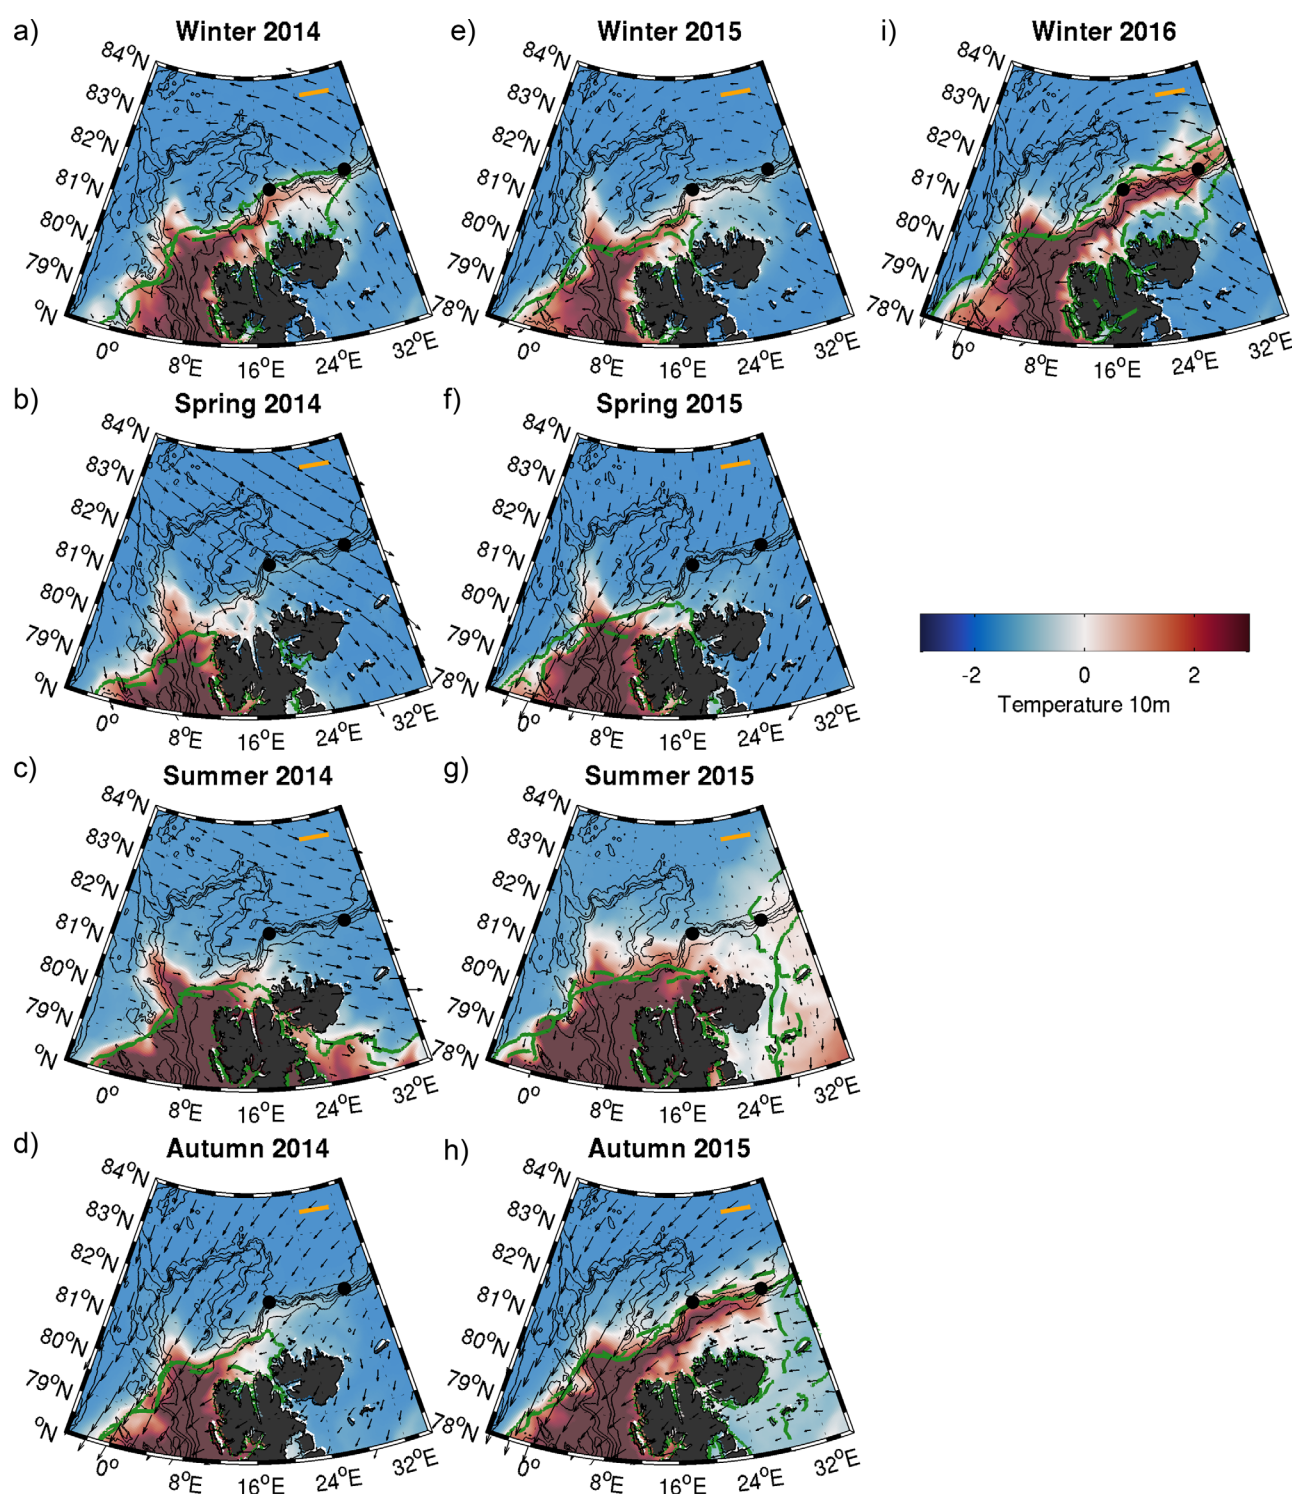 a)
Winter 2014
84°N
83°N
82°N
81°N
80°N
79°N
°N
0°
8°E
16°E
24°E
32°E
e)
Winter 2015
84°N
83°N
82°N
81°N
80°N
79°N
78°N
0°
8°E
16°E
24°E
32°E
i)
Winter 2016
84°N
83°N
82°N
81°N
80°N
79°N
78°N
0°
8°E
16°E
24°E
32°E
b)
Spring 2014
84°N
83°N
82°N
81°N
80°N
79°N
°N
0°
8°E
16°E
24°E
32°E
f)
Spring 2015
84°N
83°N
82°N
81°N
80°N
79°N
78°N
0°
8°E
16°E
24°E
32°E
-2
0
2
Temperature 10m
c)
Summer 2014
84°N
83°N
82°N
81°N
80°N
79°N
°N
0°
8°E
16°E
24°E
32°E
g)
Summer 2015
84°N
83°N
82°N
81°N
80°N
79°N
78°N
0°
8°E
16°E
24°E
32°E
d)
Autumn 2014
84°N
83°N
82°N
81°N
80°N
79°N
°N
0°
8°E
16°E
24°E
32°E
h)
Autumn 2015
84°N
83°N
82°N
81°N
80°N
79°N
78°N
0°
8°E
16°E
24°E
32°E